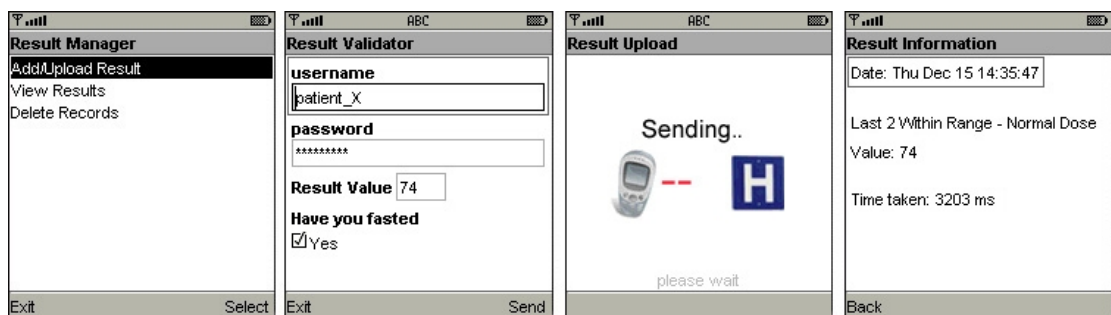 Result Manager
Add/Upload Result
View Results
Delete Records
Exit Select
ABC
Result Validator
username
patient_X
password
*********
Result Value 74
Have you fasted
Yes
Exit Send
ABC
Result Upload
Sending..
H
please wait
Result Information
Date: Thu Dec 15 14:35:47
Last 2 Within Range - Normal Dose
Value: 74
Time taken: 3203 ms
Back